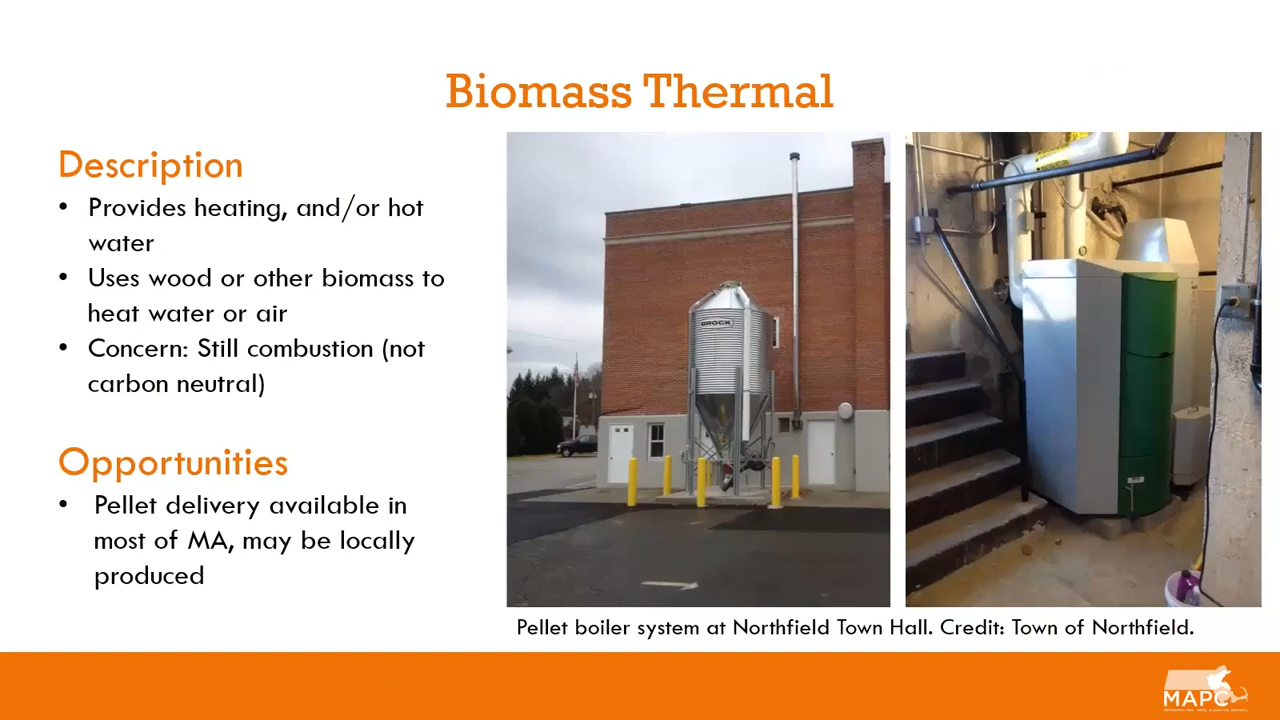 Biomass Thermal
Description
• Provides heating, and/or hot
water
• Uses wood or other biomass to
heat water or air
• Concern: Still combustion (not
carbon neutral)
Opportunities
• Pellet delivery available in
most of MA, may be locally
produced
BROCK
Pellet boiler system at Northfield Town Hall. Credit: Town of Northfield.
MAPC